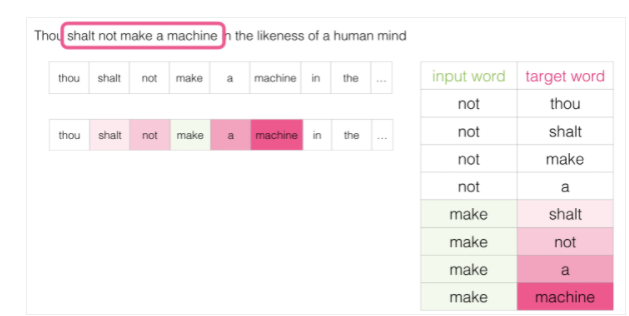 Thou shalt not make a machine in the likeness of a human mind
thou shalt not make a machine in the ...
thou shalt not make a machine in the ...
input word target word
not thou
not shalt
not make
not a
make shalt
make not
make a
make machine